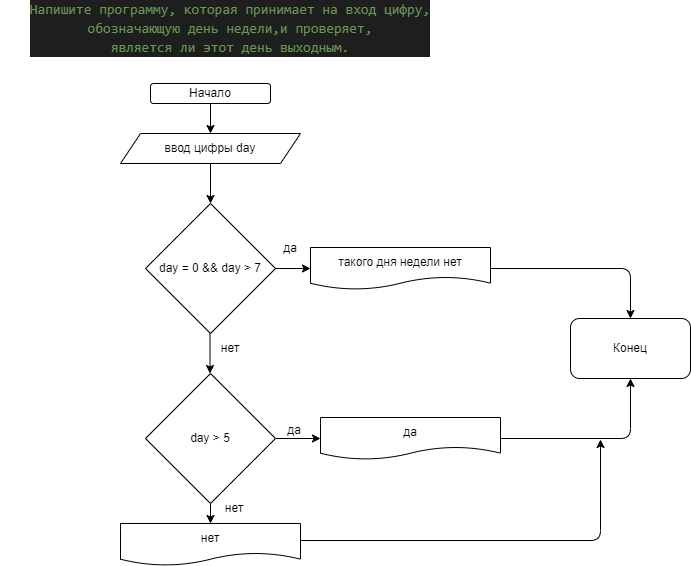 Напишите программу, которая принимает на вход цифру,
обозначающую день недели,и проверяет,
является ли этот день выходным.
Начало
ввод цифры day
day = 0 && day > 7
да
такого дня недели нет
Конец
нет
day > 5
да
да
нет
нет